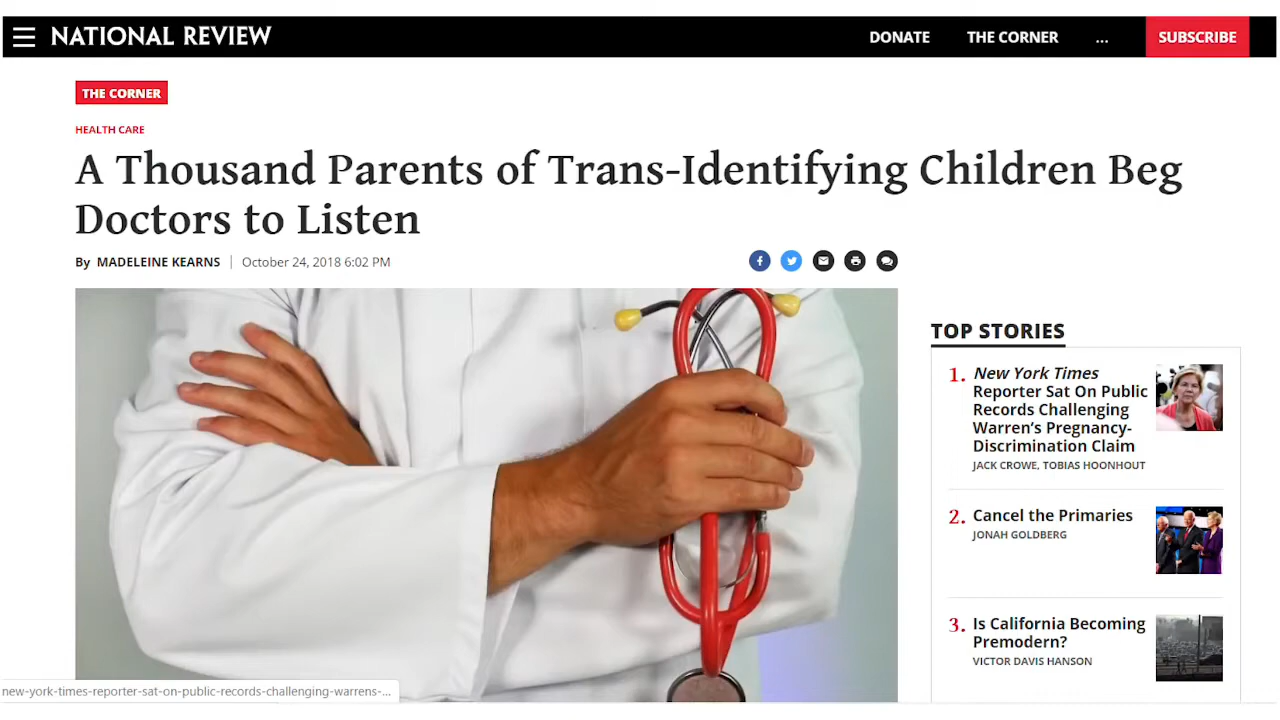 NATIONAL REVIEW
DONATE
THE CORNER
...
SUBSCRIBE
THE CORNER
HEALTH CARE
A Thousand Parents of Trans-Identifying Children Beg
Doctors to Listen
By MADELEINE KEARNS | October 24, 2018 6:02 PM
TOP STORIES
1. New York Times
Reporter Sat On Public
Records Challenging
Warren's Pregnancy-
Discrimination Claim
JACK CROWE, TOBIAS HOONHOUT
2. Cancel the Primaries
JONAH GOLDBERG
3. Is California Becoming
Premodern?
VICTOR DAVIS HANSON
new-york-times-reporter-sat-on-public-records-challenging-warrens-...